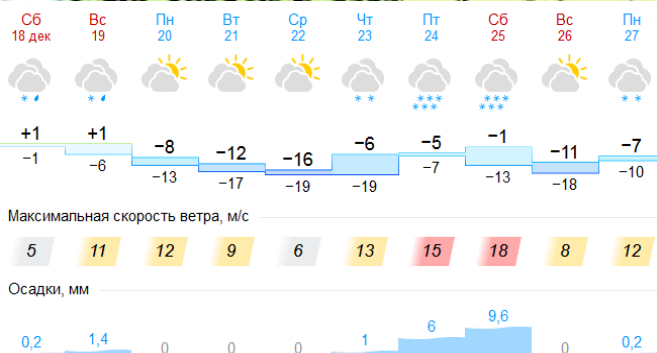 Сб Вс Пн Вт Ср Чт Пт Сб Вс Пн
18 дек 19 20 21 22 23 24 25 26 27
+1 +1 −8 −12 −16 −6 −5 −1 −11 −7
−1 −6 −13 −17 −19 −19 −7 −13 −18 −10
Максимальная скорость ветра, м/с
5 11 12 9 6 13 15 18 8 12
Осадки, мм
0,2 1,4 0 0 0 1 6 9,6 0 0,2